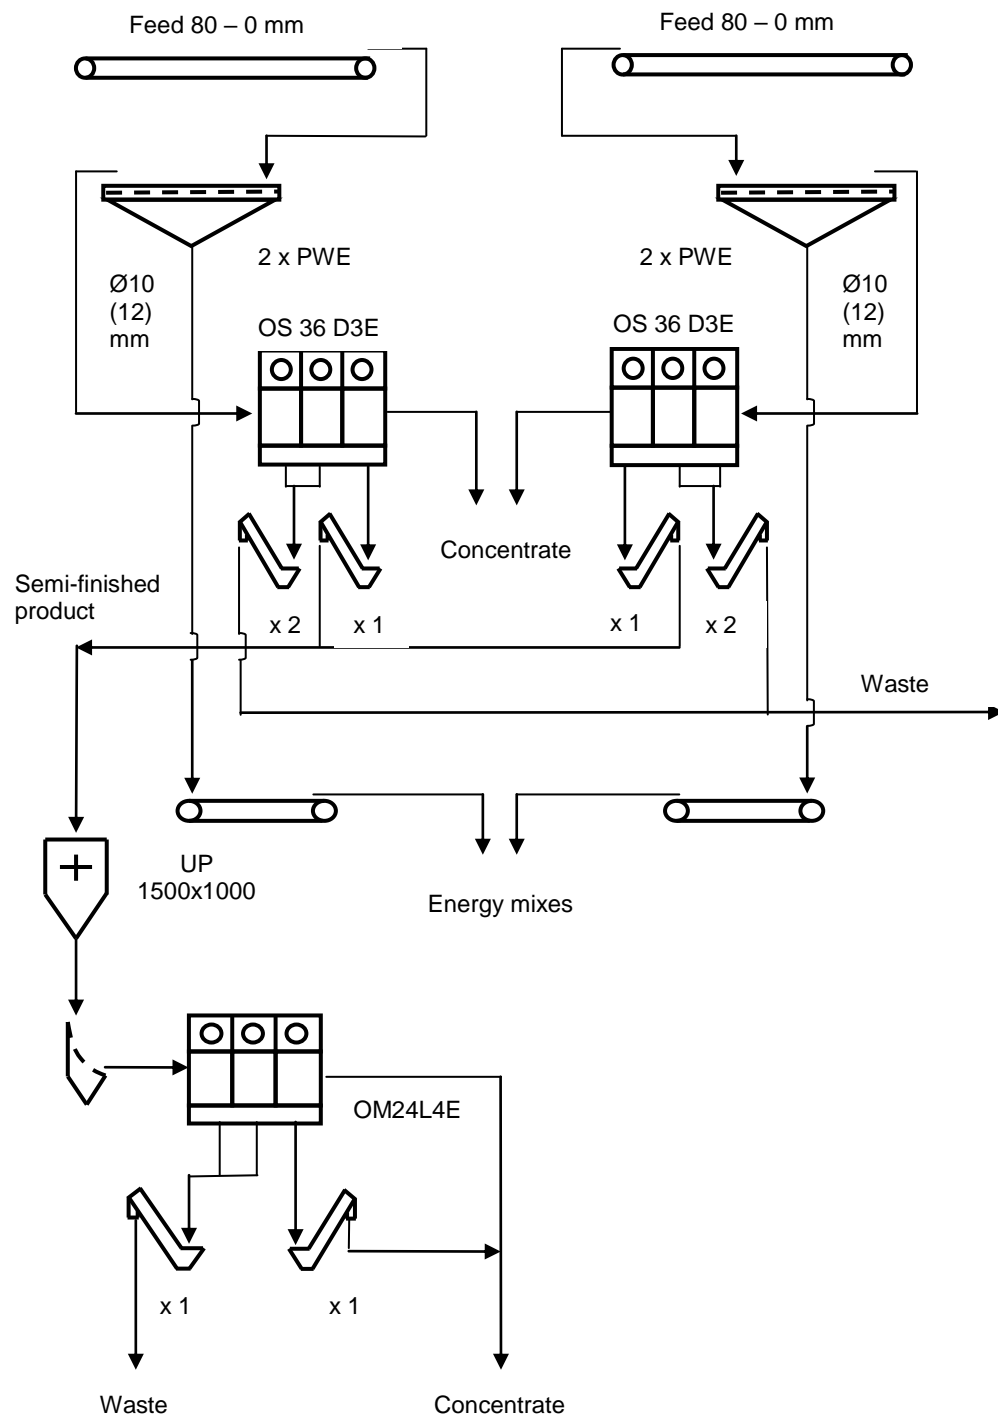 Feed 80 – 0 mm
Feed 80 – 0 mm
2 x PWE
2 x PWE
Ø10
(12)
mm
Ø10
(12)
mm
OS 36 D3E
OS 36 D3E
Concentrate
Semi-finished
product
x 2
x 1
x 1
x 2
Waste
UP
1500x1000
Energy mixes
OM24L4E
x 1
x 1
Waste
Concentrate